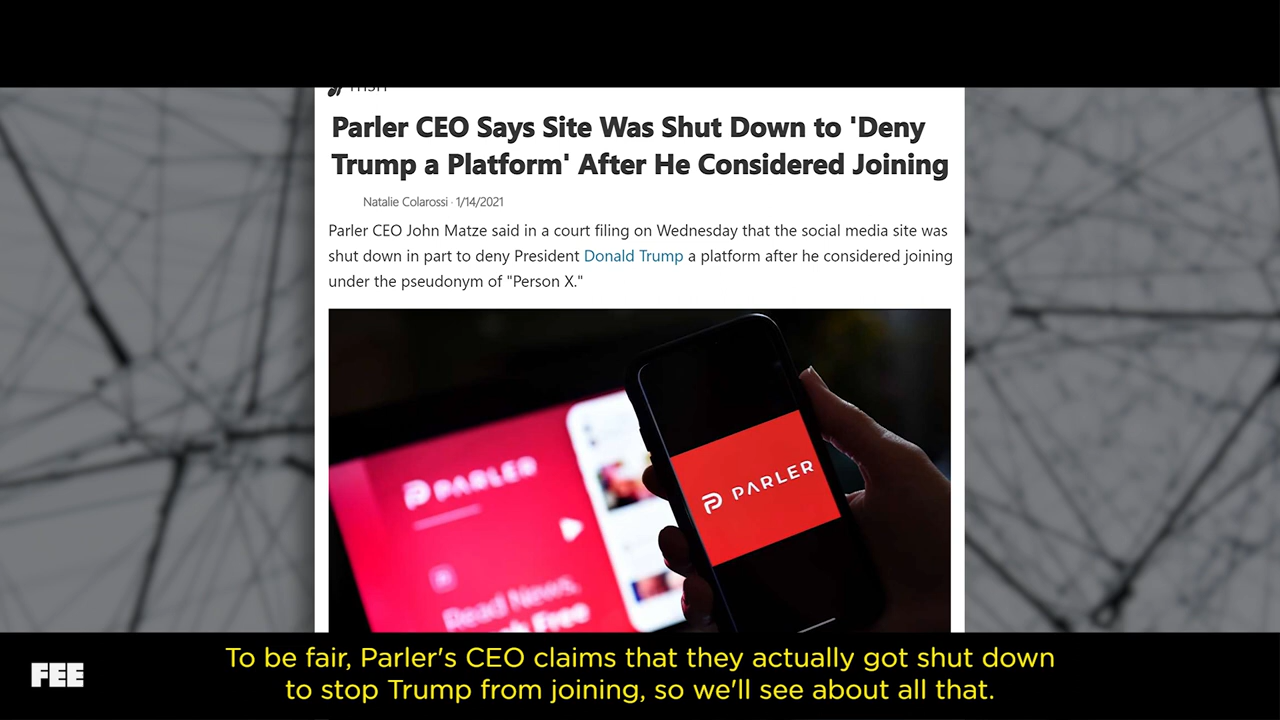 Parler CEO Says Site Was Shut Down to 'Deny
Trump a Platform' After He Considered Joining
Natalie Colarossi · 1/14/2021
Parler CEO John Matze said in a court filing on Wednesday that the social media site was
shut down in part to deny President Donald Trump a platform after he considered joining
under the pseudonym of "Person X."
PARLER
PARLER
Read News.
Free
To be fair, Parler's CEO claims that they actually got shut down
to stop Trump from joining, so we'll see about all that.
FEE